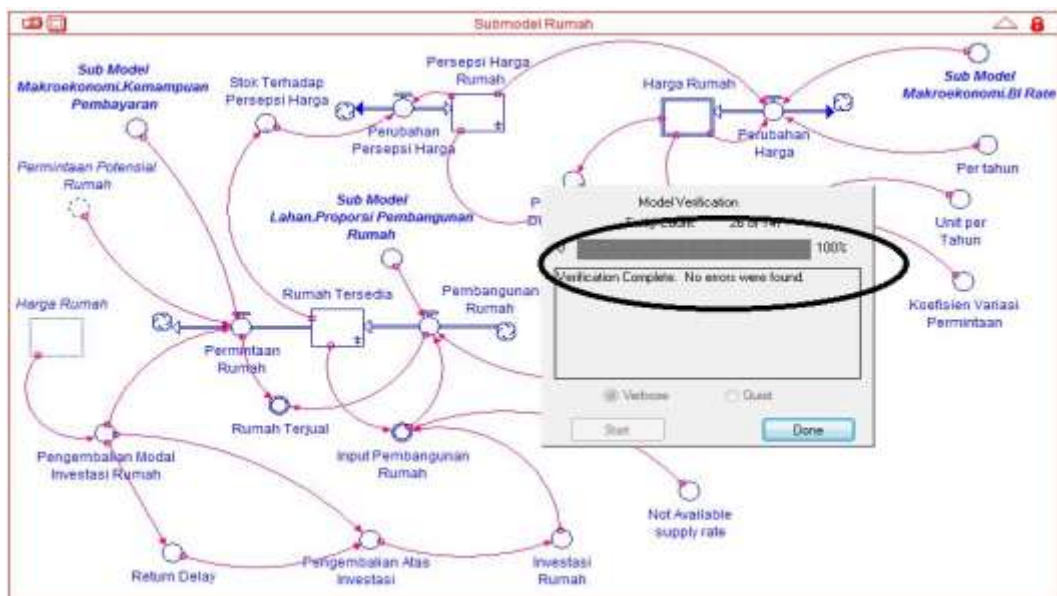 Submodel Rumah
Sub Model
Makroekonomi.Kemampuan
Pembayaran
Stok Terhadap
Persepsi Harga
Persepsi Harga
Rumah
Perubahan
Persepsi Harga
Harga Rumah
Perubahan
Harga
Sub Model
Makroekonomi.BI Rate
Per tahun
Permintaan Potensial
Rumah
Sub Model
Lahan.Proporsi Pembangunan
Rumah
Unit per
Tahun
Koefisien Variasi
Permintaan
Model Verification
100%
Verification Complete. No errors were found.
Verbose
Quiet
Start
Done
Harga Rumah
Rumah Tersedia
Pembangunan
Rumah
Permintaan
Rumah
Rumah Terjual
Input Pembangunan
Rumah
Pengembalian Modal
Investasi Rumah
Not Available
supply rate
Return Delay
Pengembalian Atas
Investasi
Investasi
Rumah